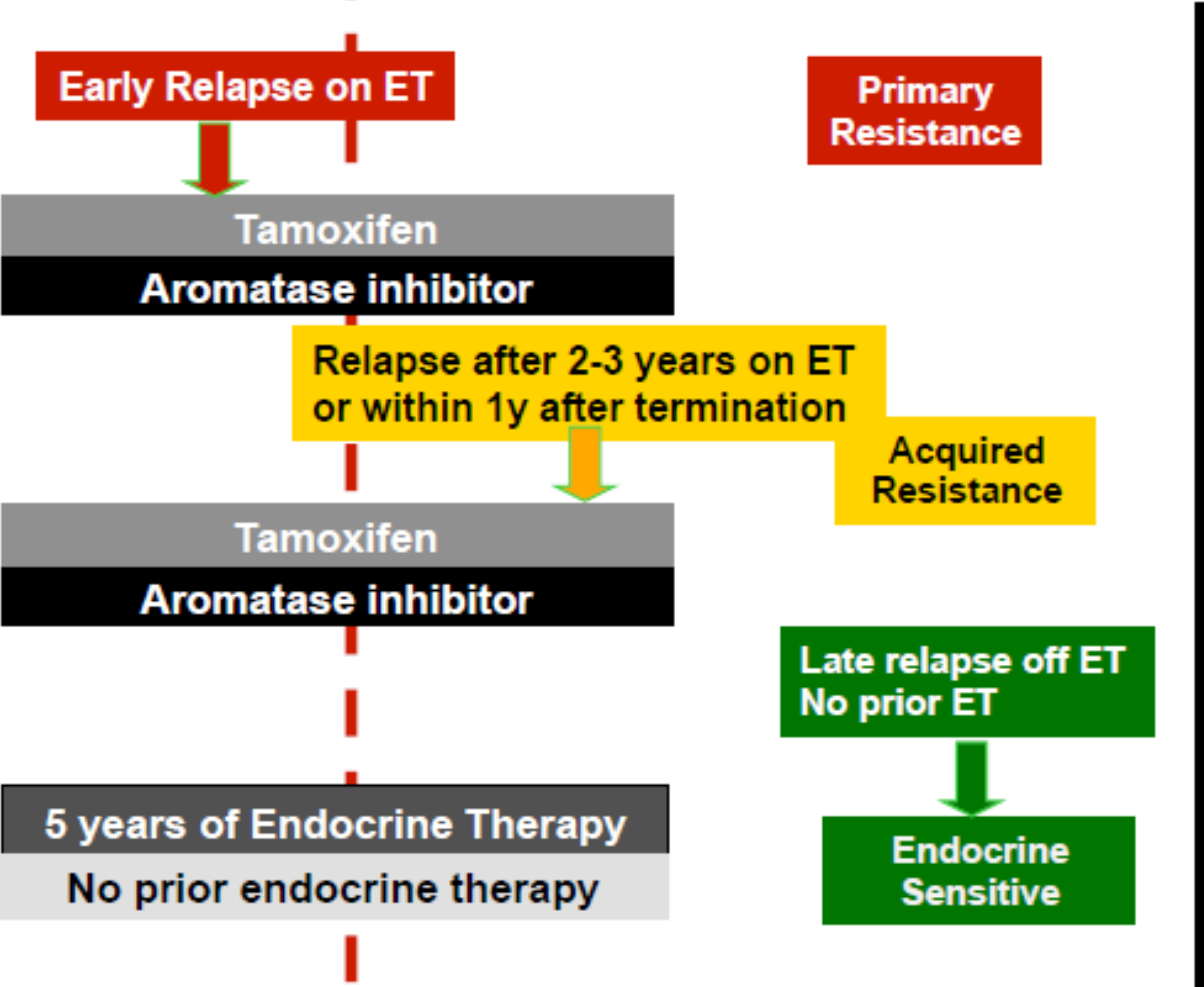 Early Relapse on ET
Primary
Resistance
Tamoxifen
Aromatase inhibitor
Relapse after 2-3 years on ET
or within 1y after termination
Acquired
Resistance
Tamoxifen
Aromatase inhibitor
Late relapse off ET
No prior ET
5 years of Endocrine Therapy
No prior endocrine therapy
Endocrine
Sensitive